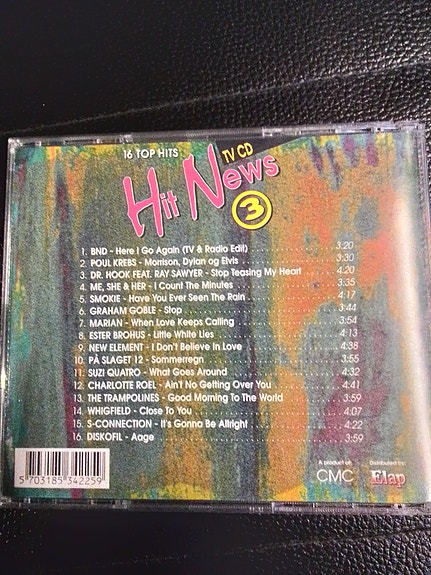 16 TOP HITS
TV CD
Hit News
3
1. BND - Here I Go Again (TV & Radio Edit) 3:20
2. POUL KREBS - Morrison, Dylan og Elvis 3:30
3. DR. HOOK FEAT. RAY SAWYER - Stop Teasing My Heart 4:20
4. ME, SHE & HER - I Count The Minutes 3:35
5. SMOKIE - Have You Ever Seen The Rain 4:17
6. GRAHAM GOBLE - Stop 3:44
7. MARIAN - When Love Keeps Calling 3:54
8. ESTER BROHUS - Little White Lies 4:13
9. NEW ELEMENT - I Don't Believe In Love 4:38
10. PÅ SLAGET 12 - Sommerregn 3:55
11. SUZI QUATRO - What Goes Around 4:32
12. CHARLOTTE ROEL - Ain't No Getting Over You 4:41
13. THE TRAMPOLINES - Good Morning To The World 3:59
14. WHIGFIELD - Close To You 4:07
15. S-CONNECTION - It's Gonna Be Allright 4:22
16. DISKOFIL - Aage 3:59
5 703185 342259
A product of: Distributed by:
CMC Elap